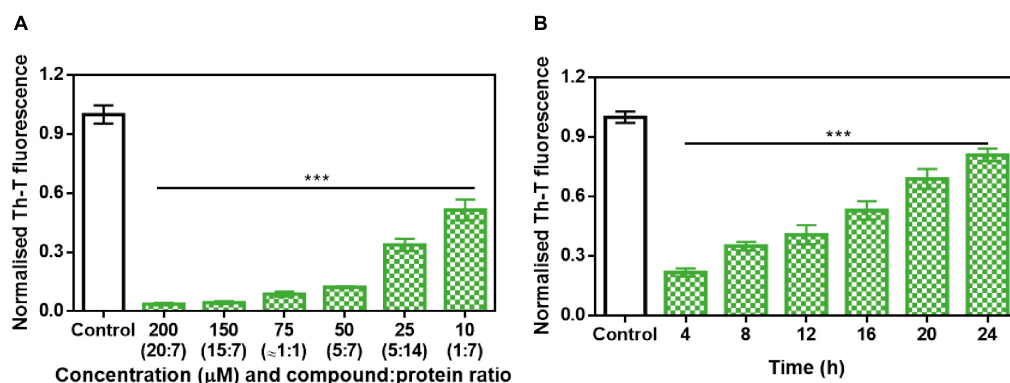 A
Normalised Th-T fluorescence
1.2
0.9
0.6
0.3
0.0
***
Control 200 150 75 50 25 10
(20:7) (15:7) (≈1:1) (5:7) (5:14) (1:7)
Concentration (μM) and compound:protein ratio
B
Normalised Th-T fluorescence
1.2
0.9
0.6
0.3
0.0
***
Control 4 8 12 16 20 24
Time (h)